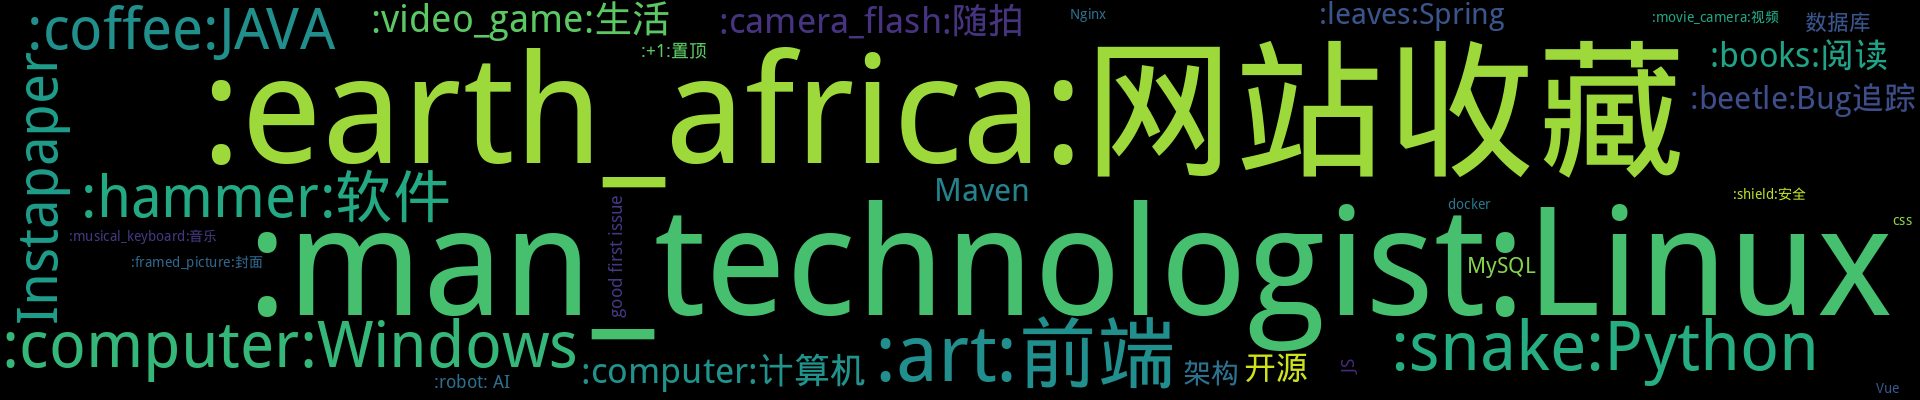 :coffee:JAVA
:video_game:生活
:camera_flash:随拍
Nginx
:leaves:Spring
:movie_camera:视频
数据库
:+1:置顶
:books:阅读
:earth_africa:网站收藏
:beetle:Bug追踪
Instapaper
:hammer:软件
Maven
:shield:安全
docker
css
:musical_keyboard:音乐
good first issue
:man_technologist:Linux
:framed_picture:封面
MySQL
:computer:Windows
:art:前端
:snake:Python
:computer:计算机
架构
开源
JS
:robot: AI
Vue